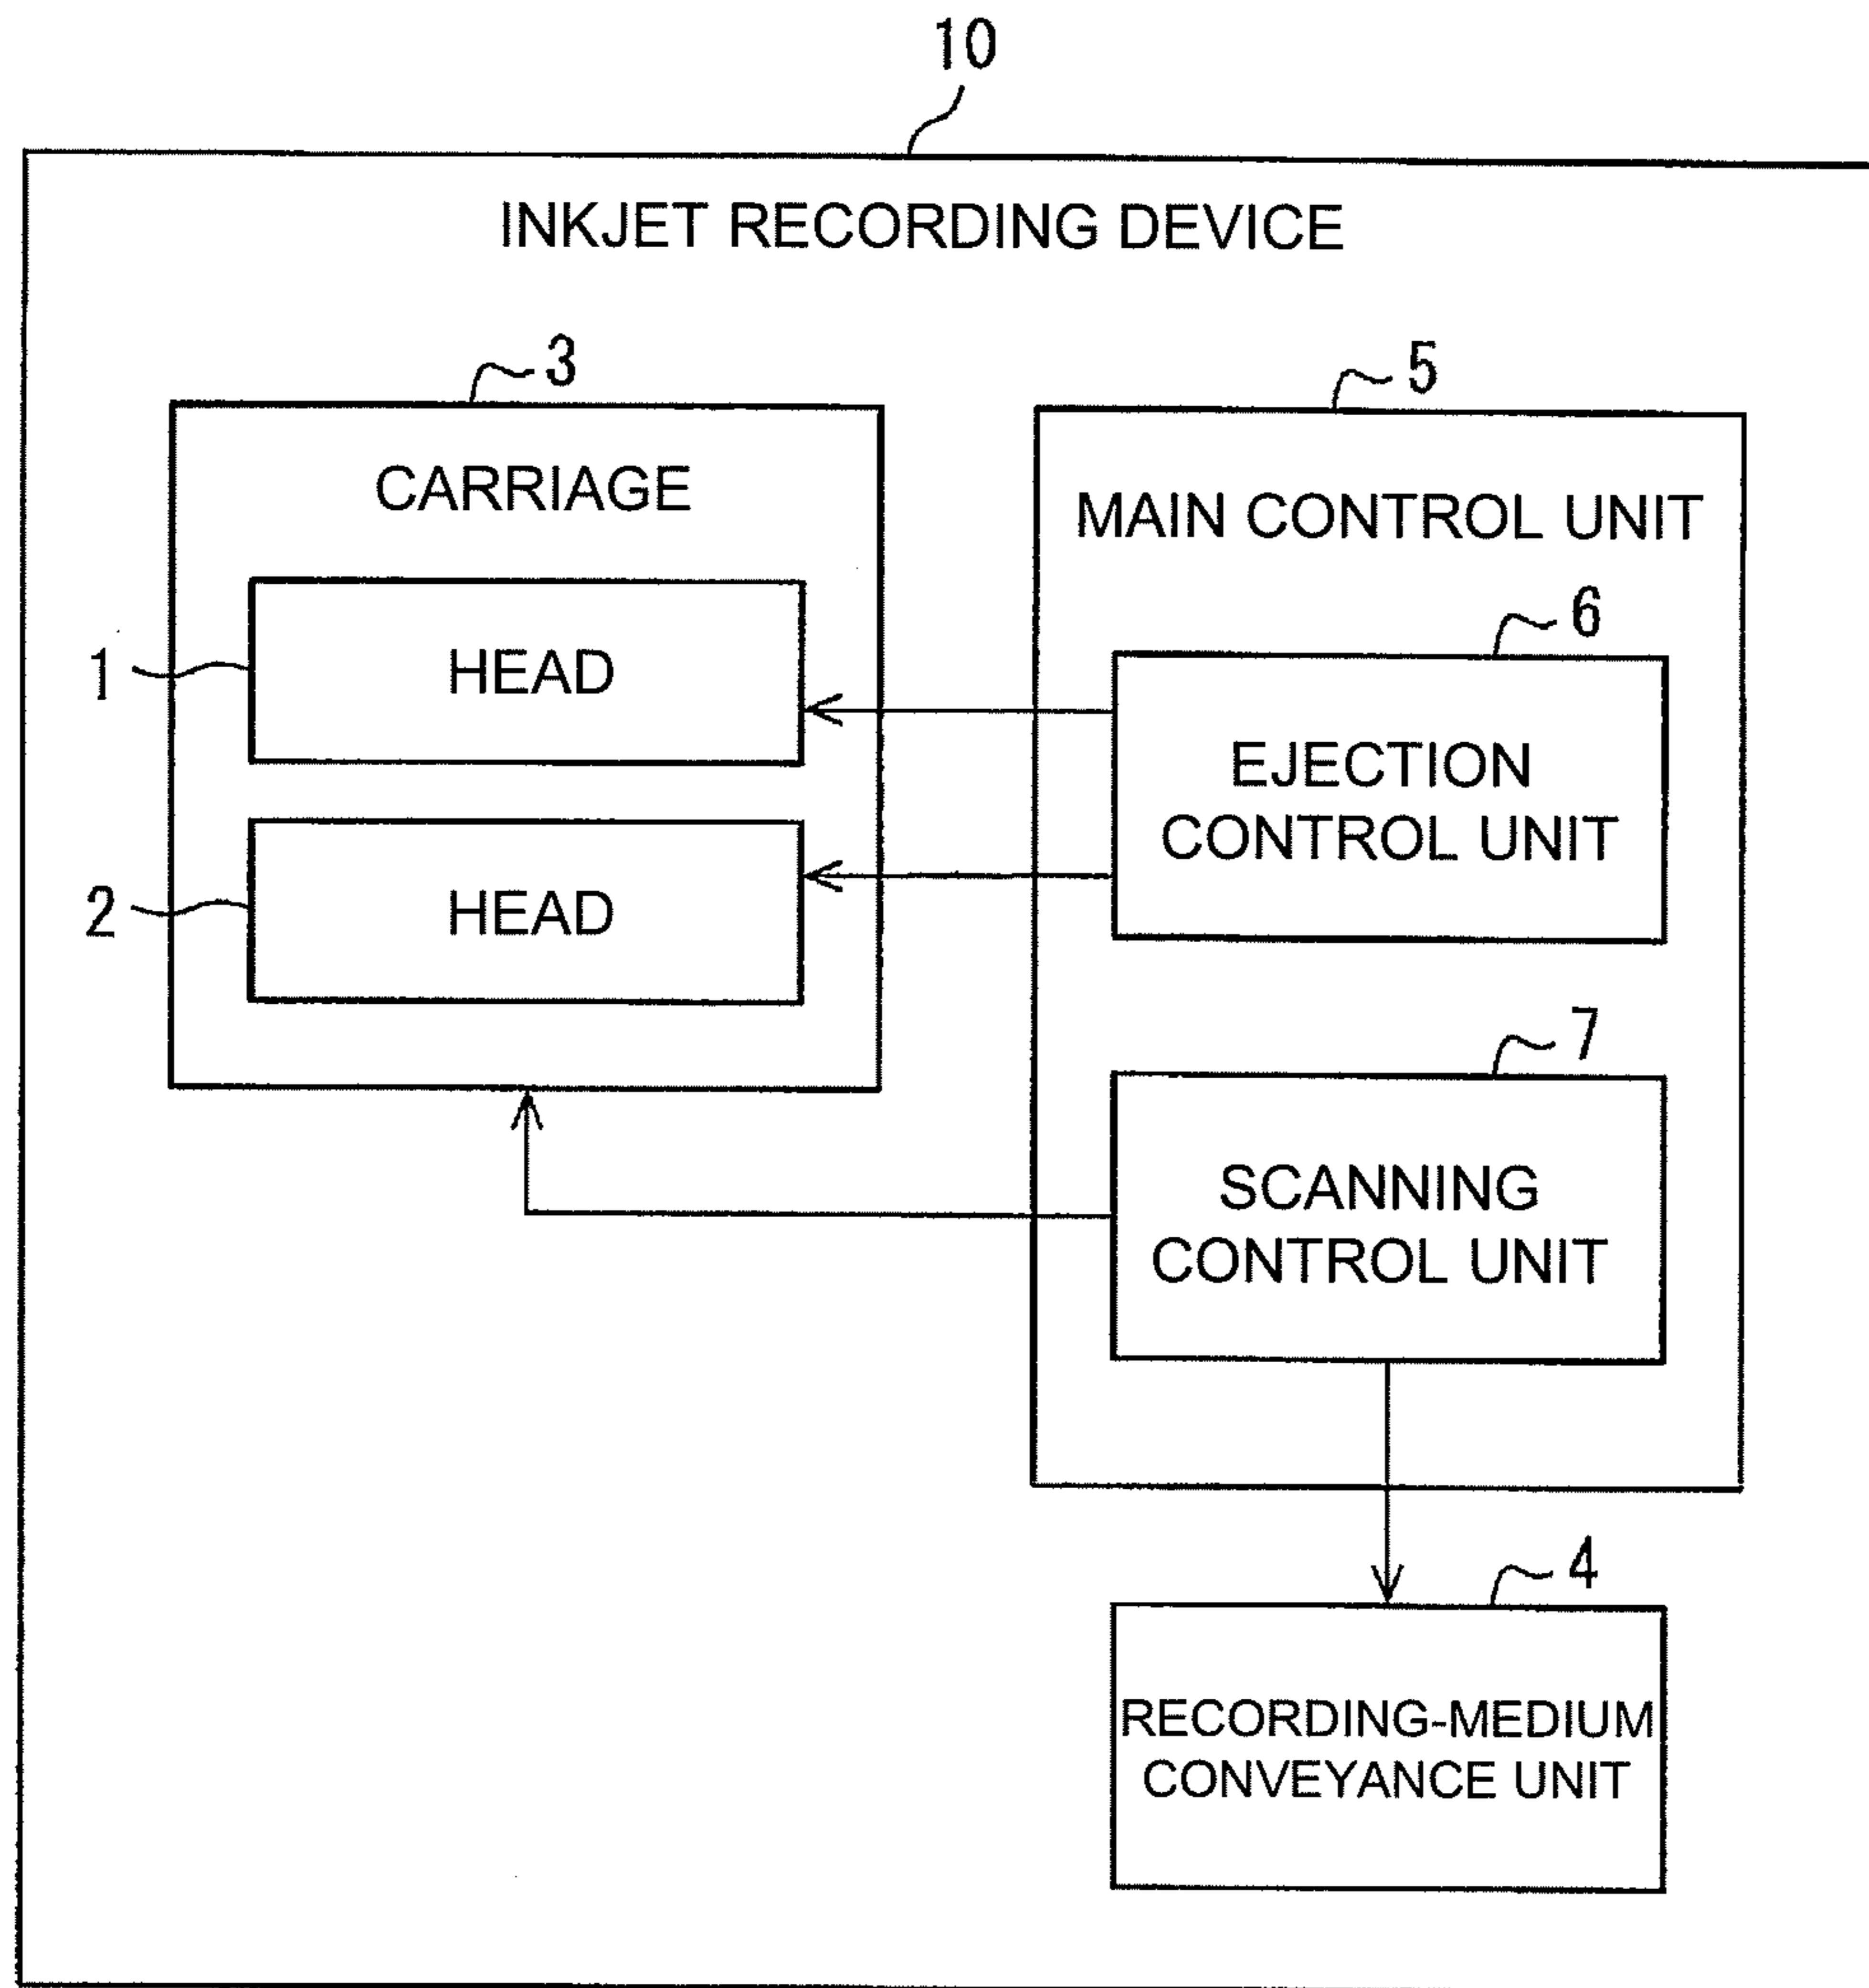 10
INKJET RECORDING DEVICE
3
CARRIAGE
1
HEAD
2
HEAD
5
MAIN CONTROL UNIT
6
EJECTION
CONTROL UNIT
7
SCANNING
CONTROL UNIT
4
RECORDING-MEDIUM
CONVEYANCE UNIT